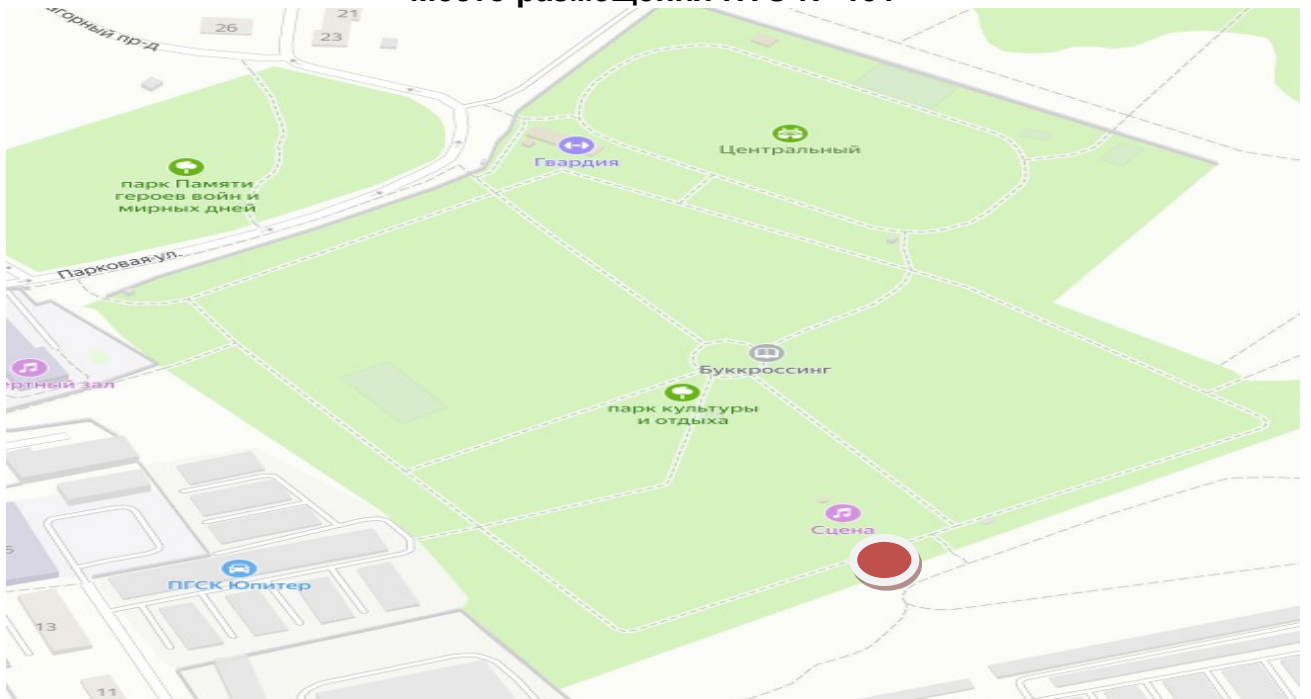 21
26
23
Гвардия
Центральный
парк Памяти
героев войн и
мирных дней
Парковая ул.
Буккроссинг
парк культуры
и отдыха
Сцена
ПГСК Юпитер
13
11